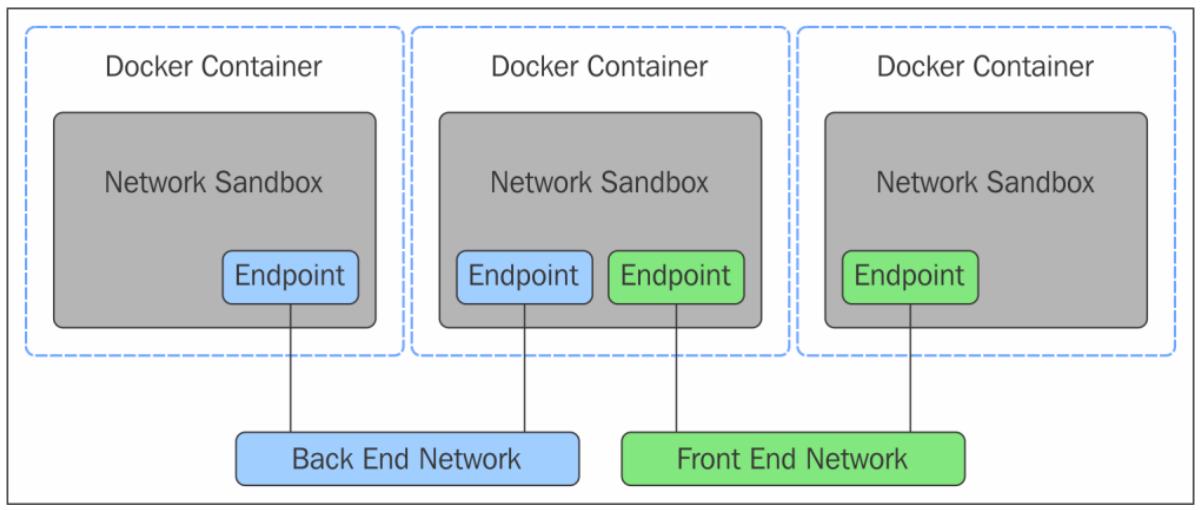 Docker Container
Docker Container
Docker Container
Network Sandbox
Network Sandbox
Network Sandbox
Endpoint
Endpoint
Endpoint
Endpoint
Back End Network
Front End Network